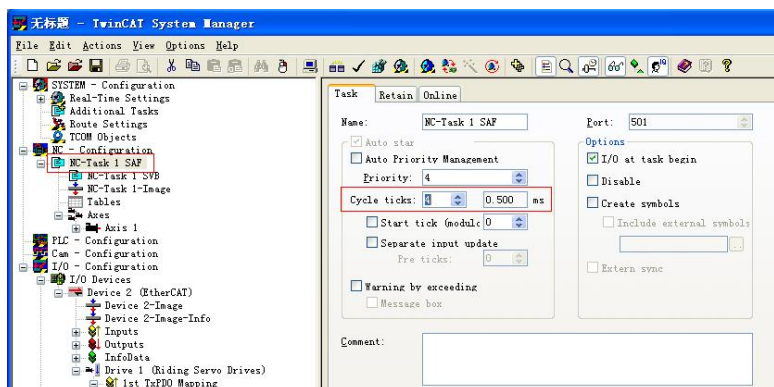 无标题 - TwinCAT System Manager
File Edit Actions View Options Help
SYSTEM - Configuration
Real-Time Settings
Additional Tasks
Route Settings
TCOM Objects
NC - Configuration
NC-Task 1 SAF
NC-Task 1 SVB
NC-Task 1-Image
Tables
Axes
Axis 1
PLC - Configuration
Cam - Configuration
I/O - Configuration
I/O Devices
Device 2 (EtherCAT)
Device 2-Image
Device 2-Image-Info
Inputs
Outputs
InfoData
Drive 1 (Riding Servo Drives)
1st TxPDO Mapping
Task Retain Online
Name: NC-Task 1 SAF Port: 501
Auto star Options
Auto Priority Management I/O at task begin
Priority: 4 Disable
Cycle ticks: 4 0.500 ms Create symbols
Start tick (modulc 0 Include external symbols
Separate input update ...
Pre ticks: 0 Extern sync
Warning by exceeding
Message box
Comment: